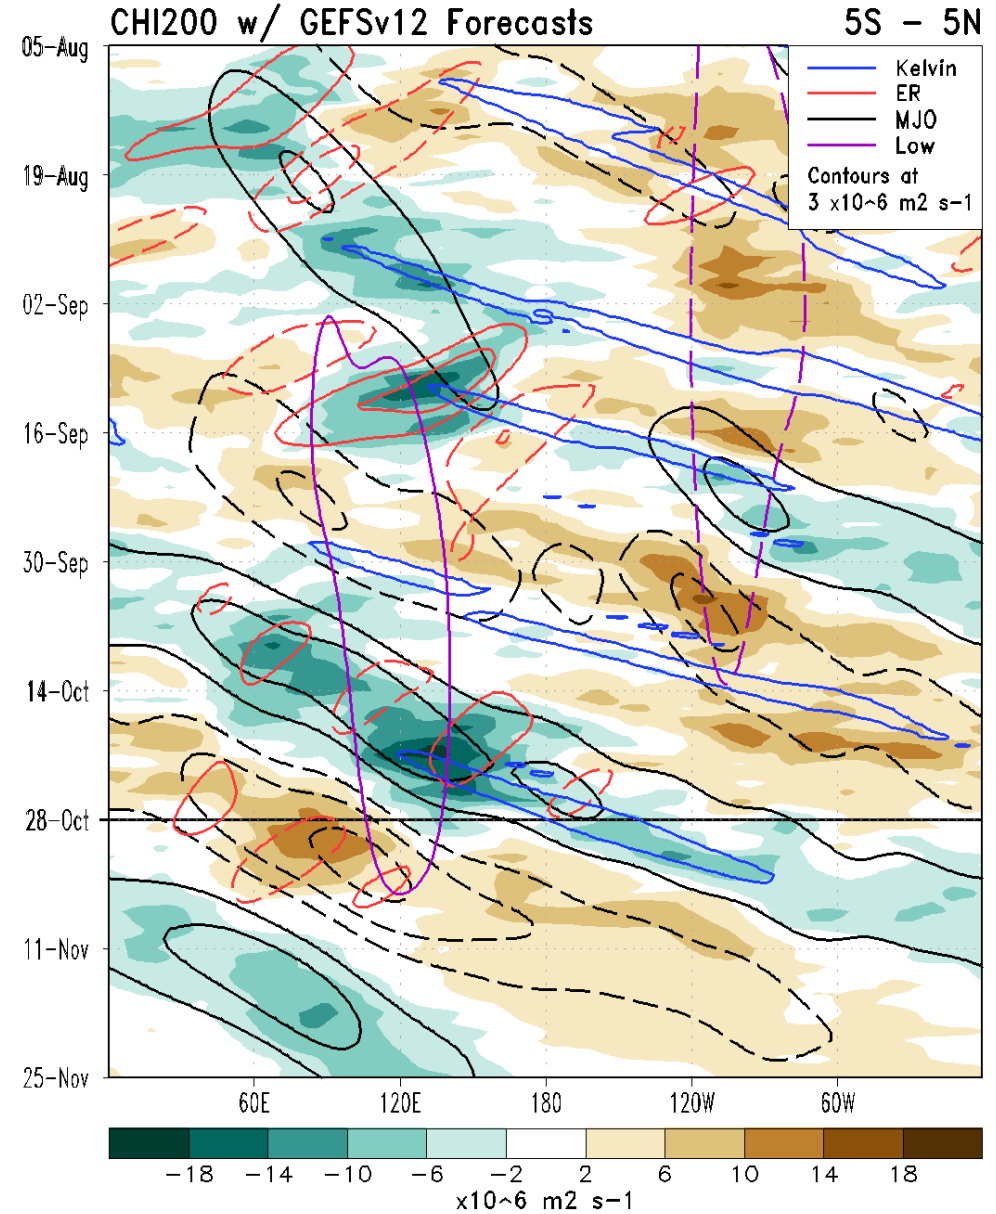 CHI200 w/ GEFSv12 Forecasts 5S - 5N
05-Aug
19-Aug
02-Sep
16-Sep
30-Sep
14-Oct
28-Oct
11-Nov
25-Nov
Kelvin
ER
MJO
Low
Contours at
3 x10^6 m2 s-1
60E 120E 180 120W 60W
-18 -14 -10 -6 -2 2 6 10 14 18
x10^6 m2 s-1